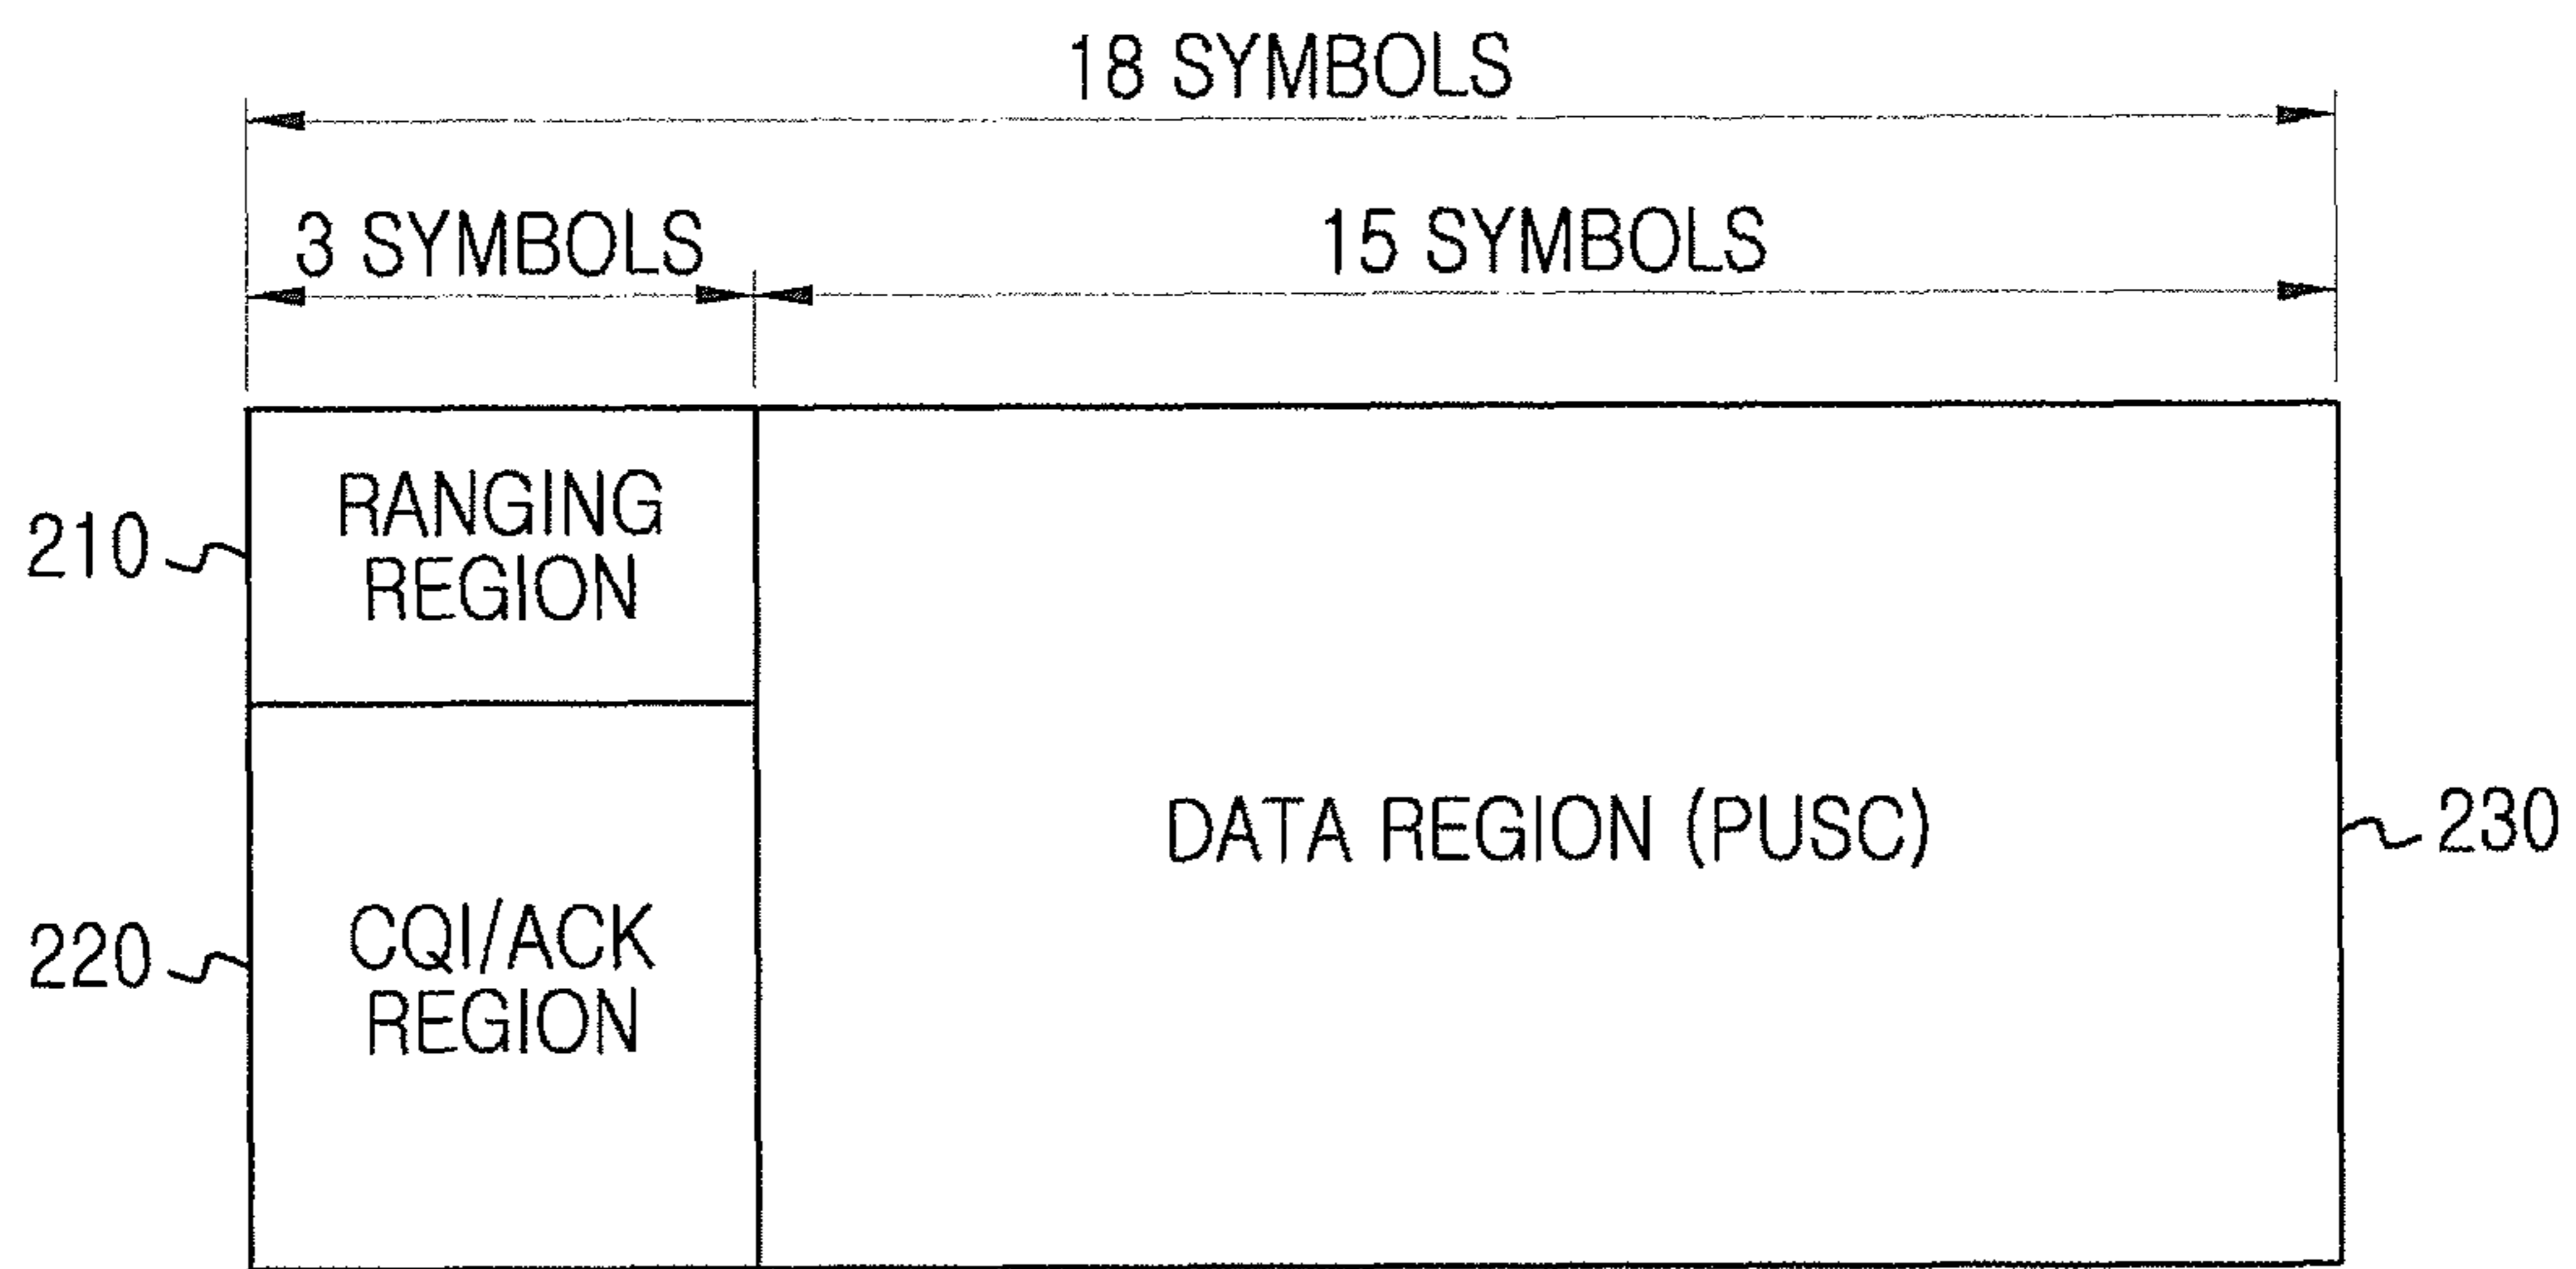 18 SYMBOLS
3 SYMBOLS
15 SYMBOLS
210
RANGING
REGION
DATA REGION (PUSC)
230
220
CQI/ACK
REGION